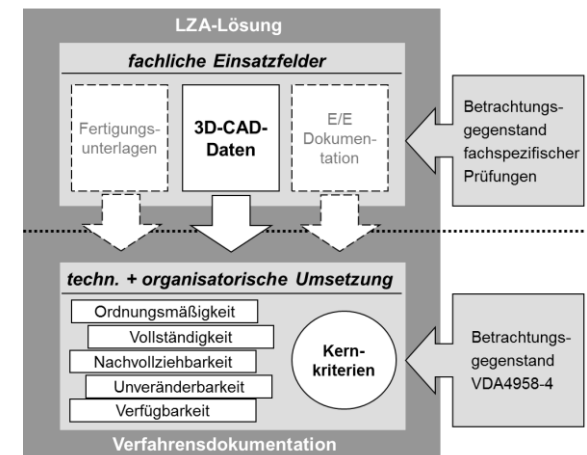 LZA-Lösung
fachliche Einsatzfelder
Fertigungs-
unterlagen
3D-CAD-
Daten
E/E
Dokumen-
tation
Betrachtungs-
gegenstand
fachspezifischer
Prüfungen
techn. + organisatorische Umsetzung
Ordnungsmäßigkeit
Vollständigkeit
Nachvollziehbarkeit
Unveränderbarkeit
Verfügbarkeit
Kern-
kriterien
Betrachtungs-
gegenstand
VDA4958-4
Verfahrensdokumentation